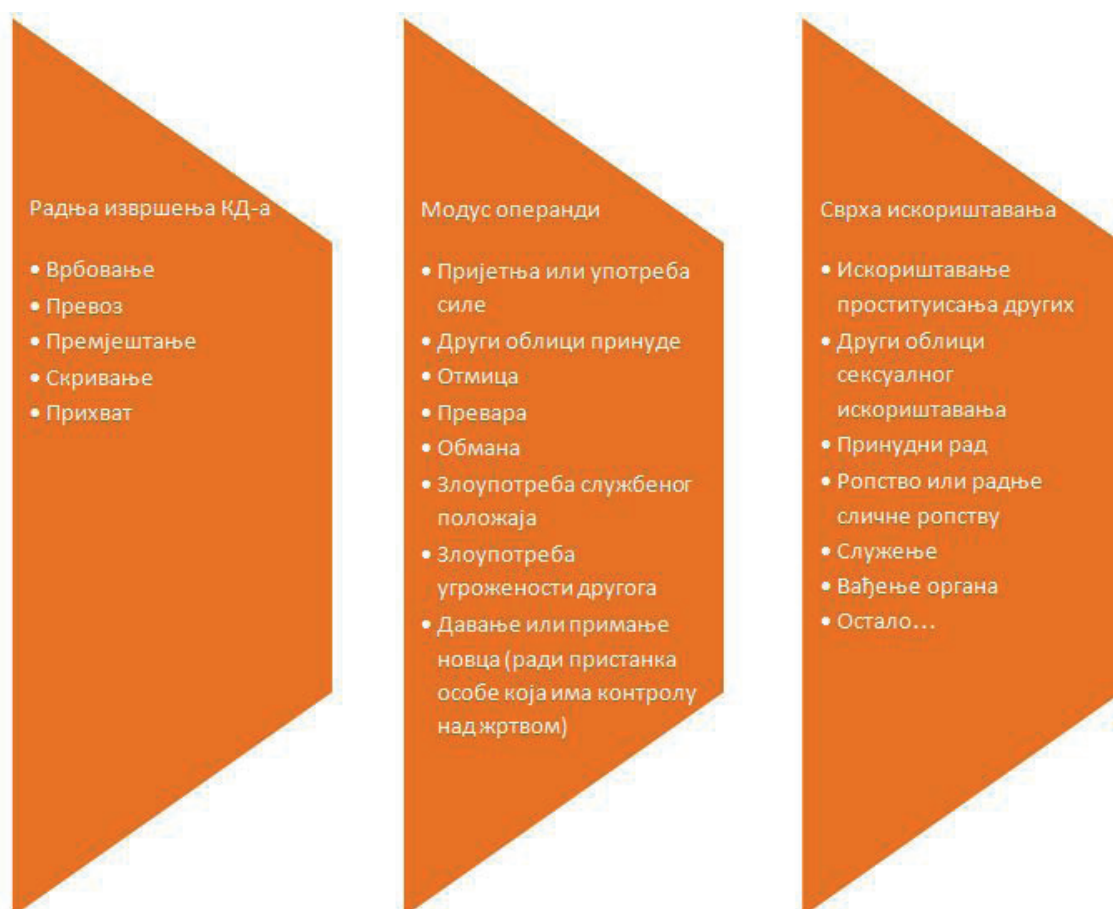 Радња извршења КД-а
• Врбовање
• Превоз
• Премјештање
• Скривање
• Прихват
Модус операнди
• Пријетња или употреба
силе
• Други облици принуде
• Отмица
• Превара
• Обмана
• Злоупотреба службеног
положаја
• Злоупотреба
угрожености другога
• Давање или примање
новца (ради пристанка
особе која има контролу
над жртвом)
Сврха искориштавања
• Искориштавање
проституисања других
• Други облици
сексуалног
искориштавања
• Принудни рад
• Ропство или радње
сличне ропству
• Служење
• Вађење органа
• Остало...